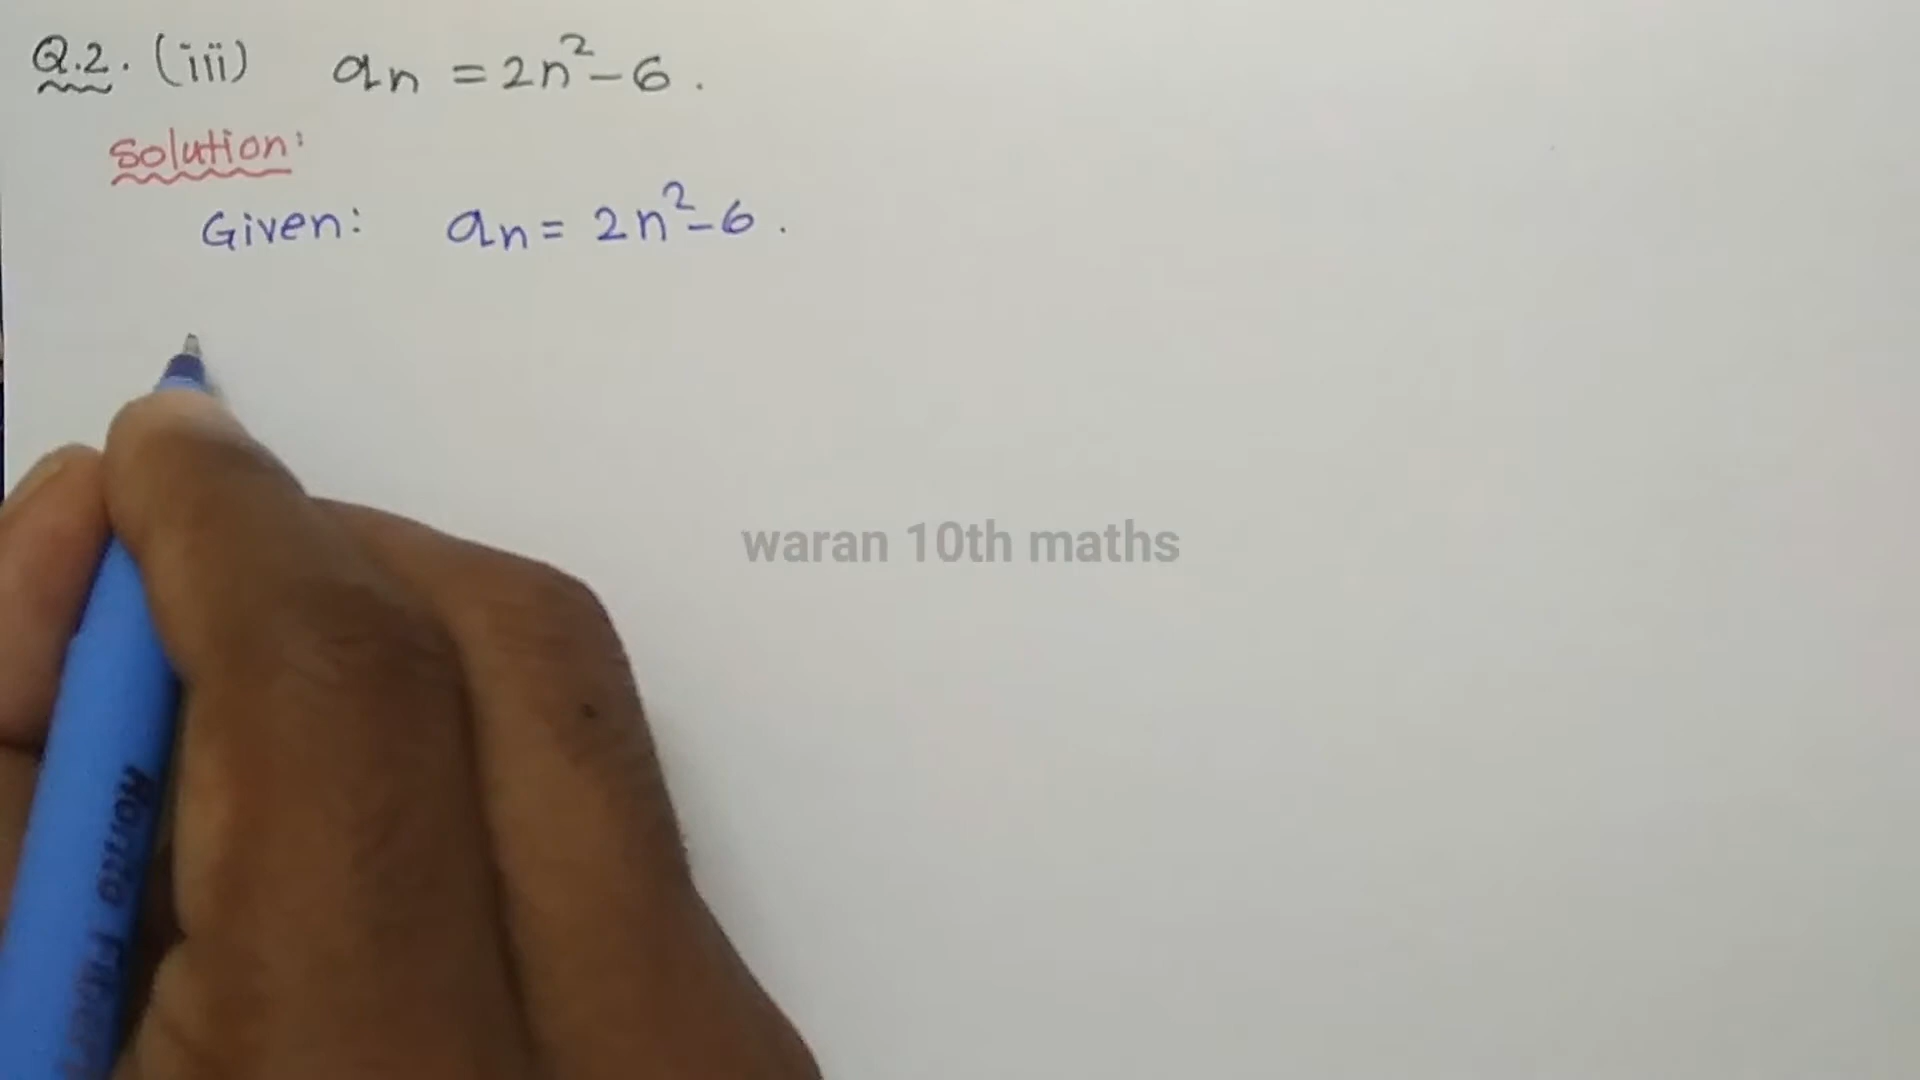 Q.2. (iii) an = 2n²-6.
Solution:
Given: an = 2n²-6.
waran 10th maths